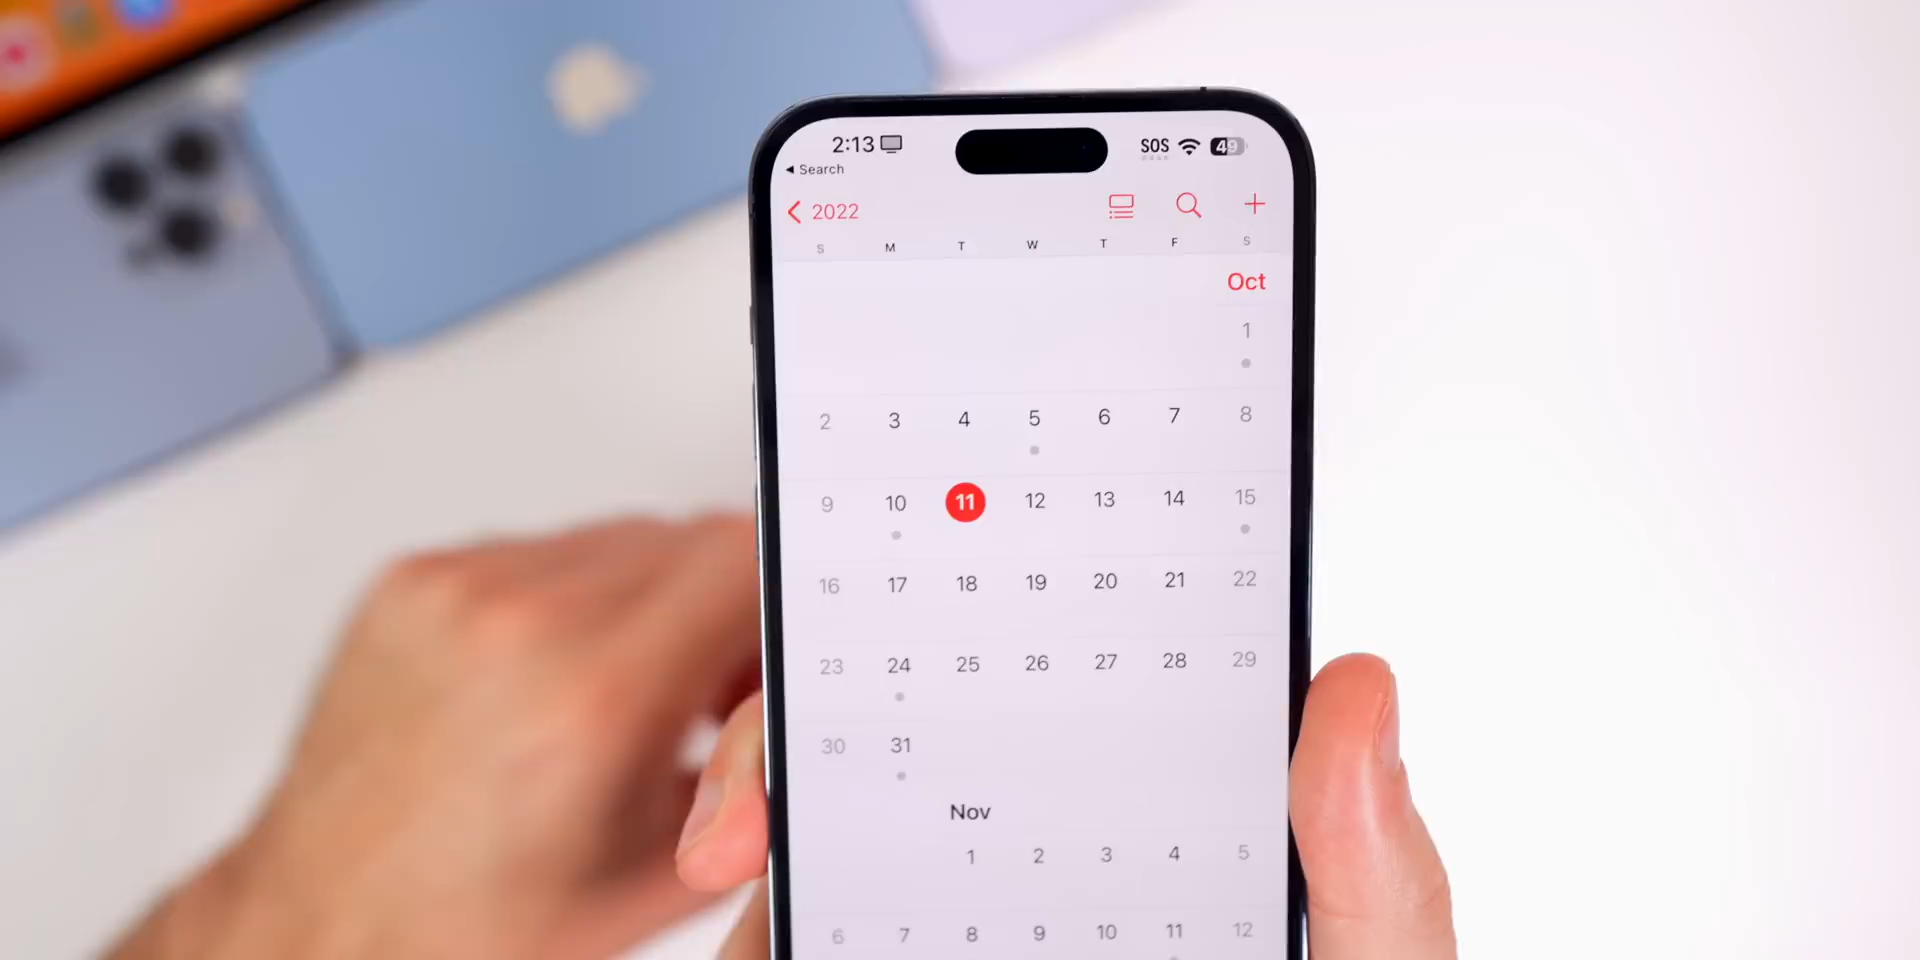 2:13 SOS 49
◀ Search
2022
S M T W T F S
Oct
1
2 3 4 5 6 7 8
9 10 11 12 13 14 15
16 17 18 19 20 21 22
23 24 25 26 27 28 29
30 31
Nov
1 2 3 4 5
6 7 8 9 10 11 12